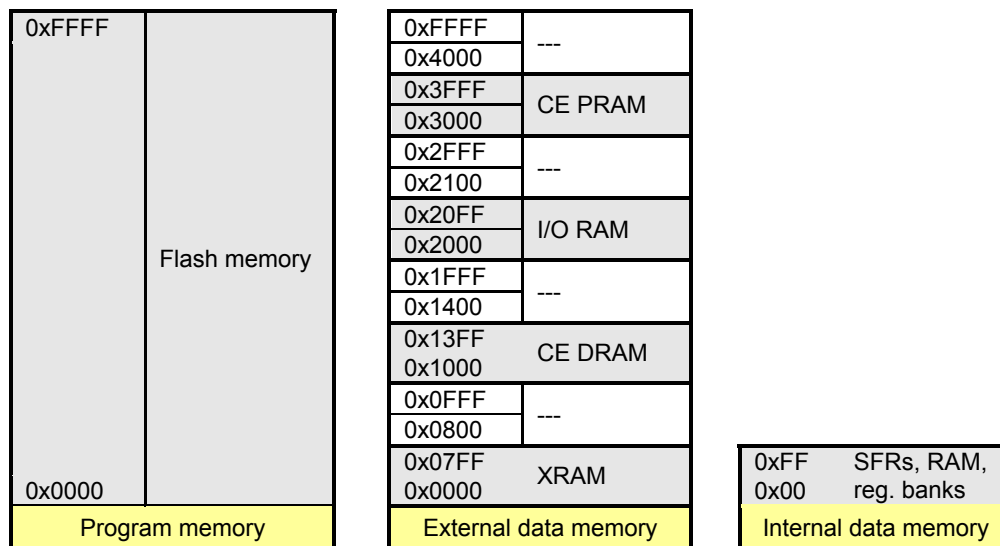 0xFFFF
Flash memory
0x0000
Program memory
0xFFFF
---
0x4000
0x3FFF
CE PRAM
0x3000
0x2FFF
---
0x2100
0x20FF
I/O RAM
0x2000
0x1FFF
---
0x1400
0x13FF
CE DRAM
0x1000
0x0FFF
---
0x0800
0x07FF
XRAM
0x0000
External data memory
0xFF SFRs, RAM,
0x00 reg. banks
Internal data memory